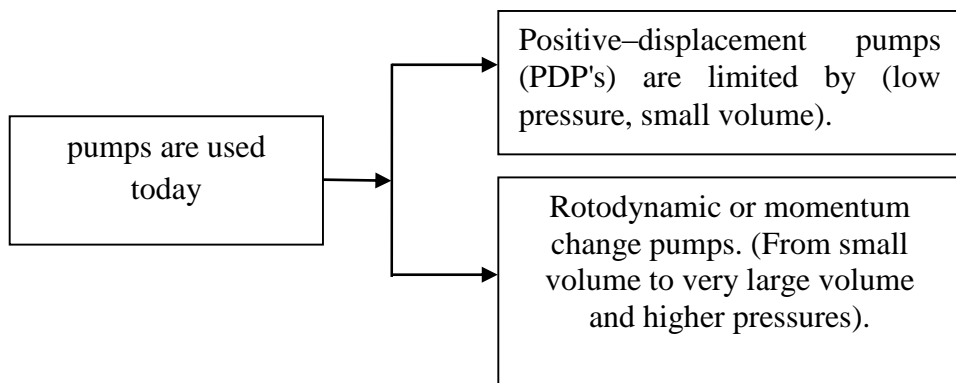 pumps are used
today
Positive–displacement pumps
(PDP's) are limited by (low
pressure, small volume).
Rotodynamic or momentum
change pumps. (From small
volume to very large volume
and higher pressures).